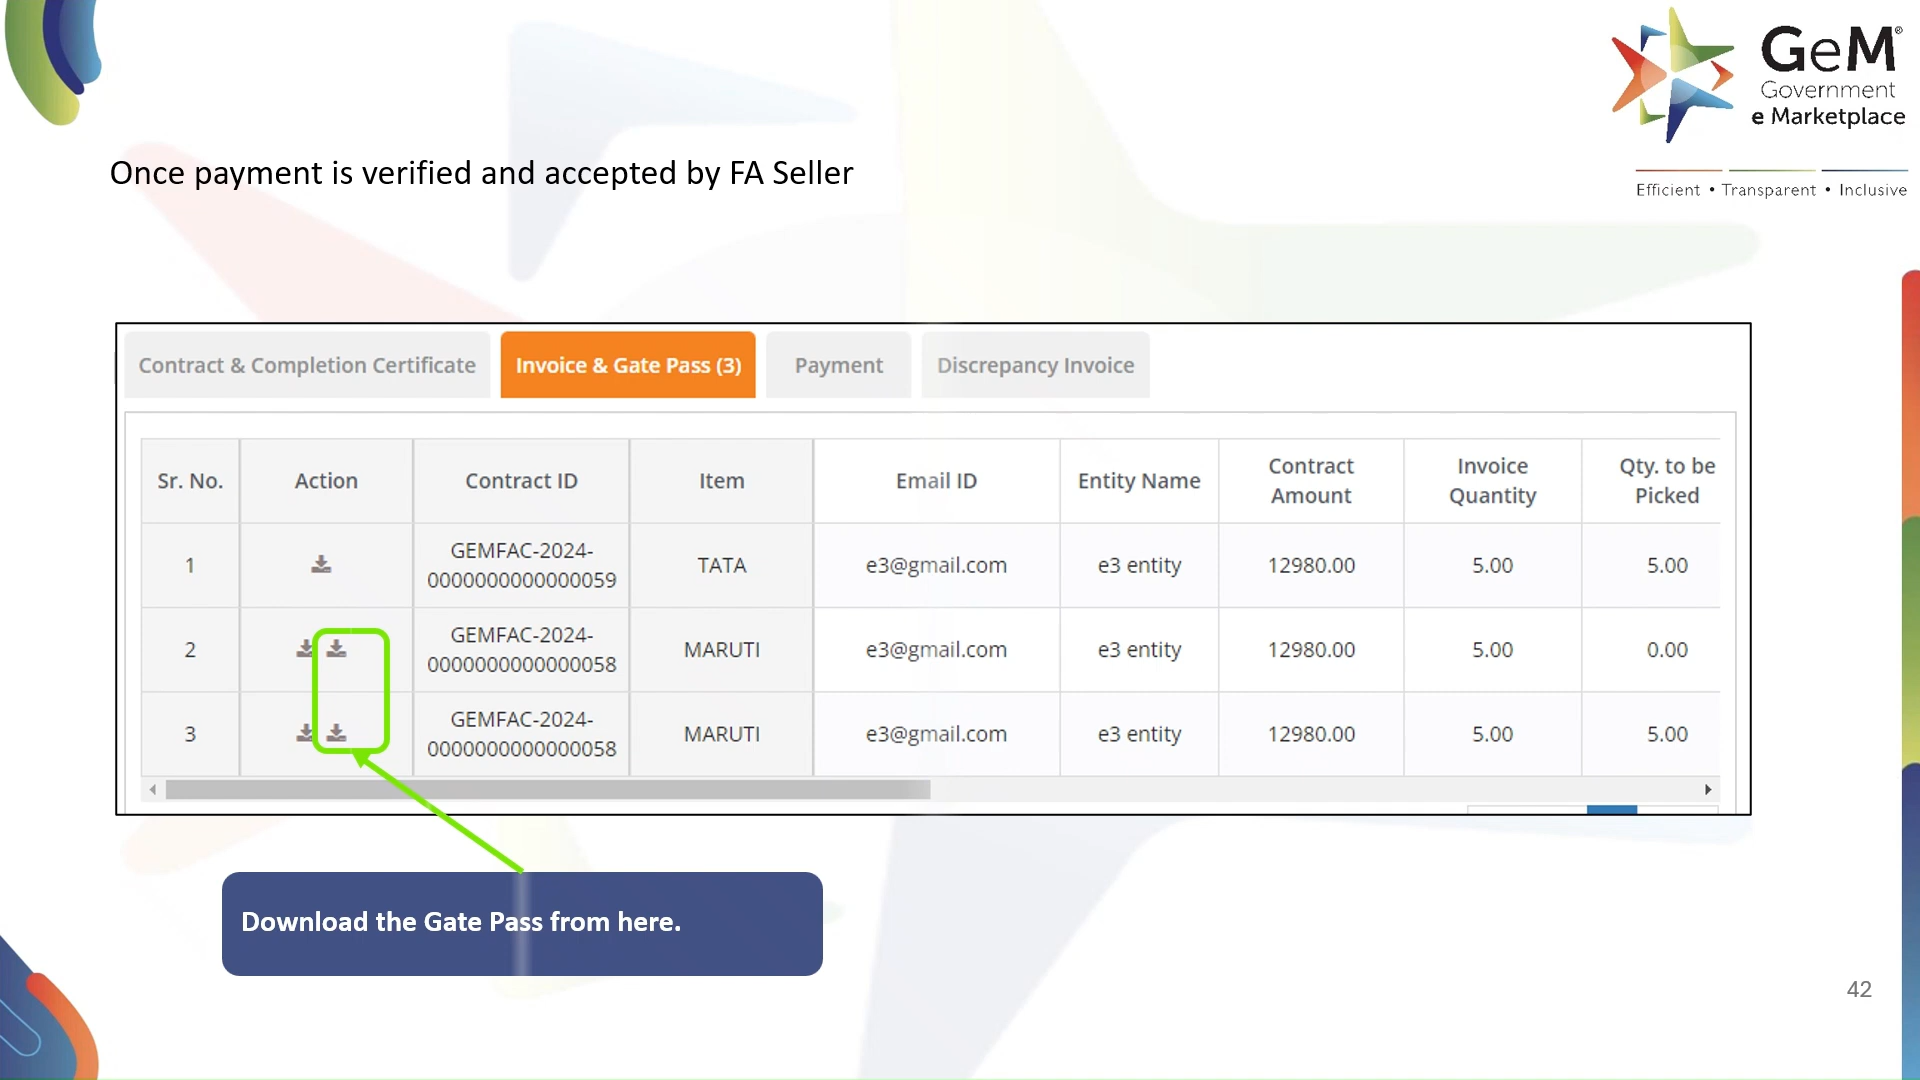 GeM®
Government
e Marketplace
Efficient • Transparent • Inclusive
Once payment is verified and accepted by FA Seller
Contract & Completion Certificate
Invoice & Gate Pass (3)
Payment
Discrepancy Invoice
Sr. No. Action Contract ID Item Email ID Entity Name Contract Amount Invoice Quantity Qty. to be Picked
1 GEMFAC-2024-0000000000000059 TATA e3@gmail.com e3 entity 12980.00 5.00 5.00
2 GEMFAC-2024-0000000000000058 MARUTI e3@gmail.com e3 entity 12980.00 5.00 0.00
3 GEMFAC-2024-0000000000000058 MARUTI e3@gmail.com e3 entity 12980.00 5.00 5.00
Download the Gate Pass from here.
42